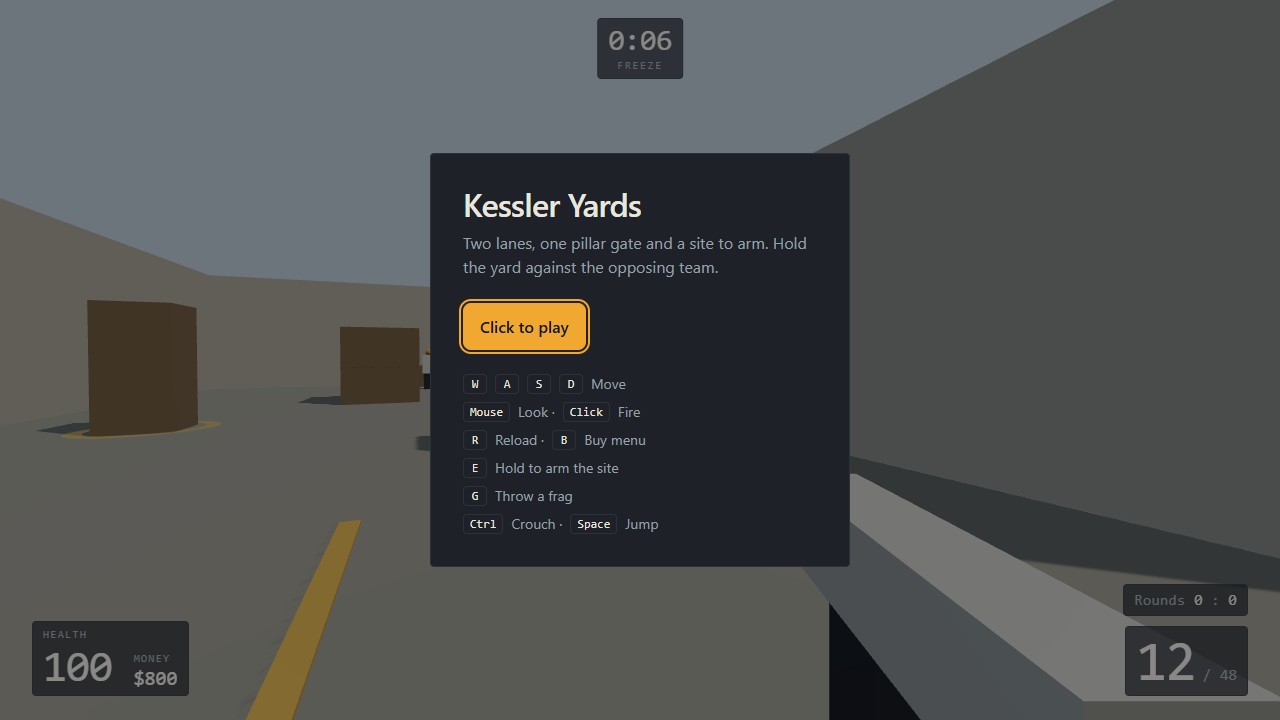 0:06
FREEZE
Kessler Yards
Two lanes, one pillar gate and a site to arm. Hold
the yard against the opposing team.
Click to play
W A S D Move
Mouse Look · Click Fire
R Reload · B Buy menu
E Hold to arm the site
G Throw a frag
Ctrl Crouch · Space Jump
Rounds 0 : 0
HEALTH
100
MONEY
$800
12 / 48